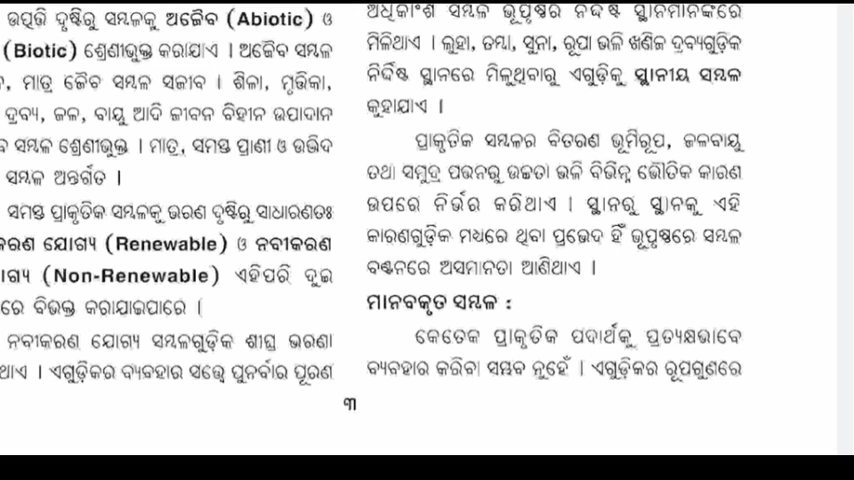 ଉତ୍ପତ୍ତି ଦୃଷ୍ଟିରୁ ସମ୍ବଳକୁ ଅଜୈବ (Abiotic) ଓ
(Biotic) ଶ୍ରେଣୀଭୁକ୍ତ କରାଯାଏ । ଅଜୈବ ସମ୍ବଳ
ମାତ୍ର ଜୈବ ସମ୍ବଳ ସଜୀବ । ଶିଳା, ମୃତ୍ତିକା,
ଦ୍ରବ୍ୟ, ଜଳ, ବାୟୁ ଆଦି ଜୀବନ ବିହୀନ ଉପାଦାନ
ସମ୍ବଳ ଶ୍ରେଣୀଭୁକ୍ତ । ମାତ୍ର, ସମସ୍ତ ପ୍ରାଣୀ ଓ ଉଦ୍ଭିଦ
ସମ୍ବଳ ଅନ୍ତର୍ଗତ ।
ସମସ୍ତ ପ୍ରାକୃତିକ ସମ୍ବଳକୁ ଭରଣ ଦୃଷ୍ଟିରୁ ସାଧାରଣତଃ
କରଣ ଯୋଗ୍ୟ (Renewable) ଓ ନବୀକରଣ
(Non-Renewable) ଏହିପରି ଦୁଇ
ରେ ବିଭକ୍ତ କରାଯାଇପାରେ ।
ନବୀକରଣ ଯୋଗ୍ୟ ସମ୍ବଳଗୁଡ଼ିକ ଶୀଘ୍ର ଭରଣା
ଥାଏ । ଏଗୁଡ଼ିକର ବ୍ୟବହାର ସତ୍ତ୍ୱେ ପୁନର୍ବାର ପୂରଣ
ଅଧିକାଂଶ ସମ୍ବଳ ଭୂପୃଷ୍ଠର ନିର୍ଦ୍ଦିଷ୍ଟ ସ୍ଥାନମାନଙ୍କରେ
ମିଳିଥାଏ । ଲୁହା, ତମ୍ବା, ସୁନା, ରୂପା ଭଳି ଖଣିଜ ଦ୍ରବ୍ୟଗୁଡ଼ିକ
ନିର୍ଦ୍ଦିଷ୍ଟ ସ୍ଥାନରେ ମିଳୁଥିବାରୁ ଏଗୁଡ଼ିକୁ ସ୍ଥାନୀୟ ସମ୍ବଳ
କୁହାଯାଏ ।
ପ୍ରାକୃତିକ ସମ୍ବଳର ବିତରଣ ଭୂମିରୂପ, ଜଳବାୟୁ
ତଥା ସମୁଦ୍ର ପତ୍ତନରୁ ଉଚ୍ଚତା ଭଳି ବିଭିନ୍ନ ଭୌତିକ କାରଣ
ଉପରେ ନିର୍ଭର କରିଥାଏ । ସ୍ଥାନରୁ ସ୍ଥାନକୁ ଏହି
କାରଣଗୁଡ଼ିକ ମଧ୍ୟରେ ଥିବା ପ୍ରଭେଦ ହିଁ ଭୂପୃଷ୍ଠରେ ସମ୍ବଳ
ବଣ୍ଟନରେ ଅସମାନତା ଆଣିଥାଏ ।
ମାନବକୃତ ସମ୍ବଳ :
କେତେକ ପ୍ରାକୃତିକ ପଦାର୍ଥକୁ ପ୍ରତ୍ୟକ୍ଷଭାବେ
ବ୍ୟବହାର କରିବା ସମ୍ଭବ ନୁହେଁ । ଏଗୁଡ଼ିକର ରୂପଗୁଣରେ
୩